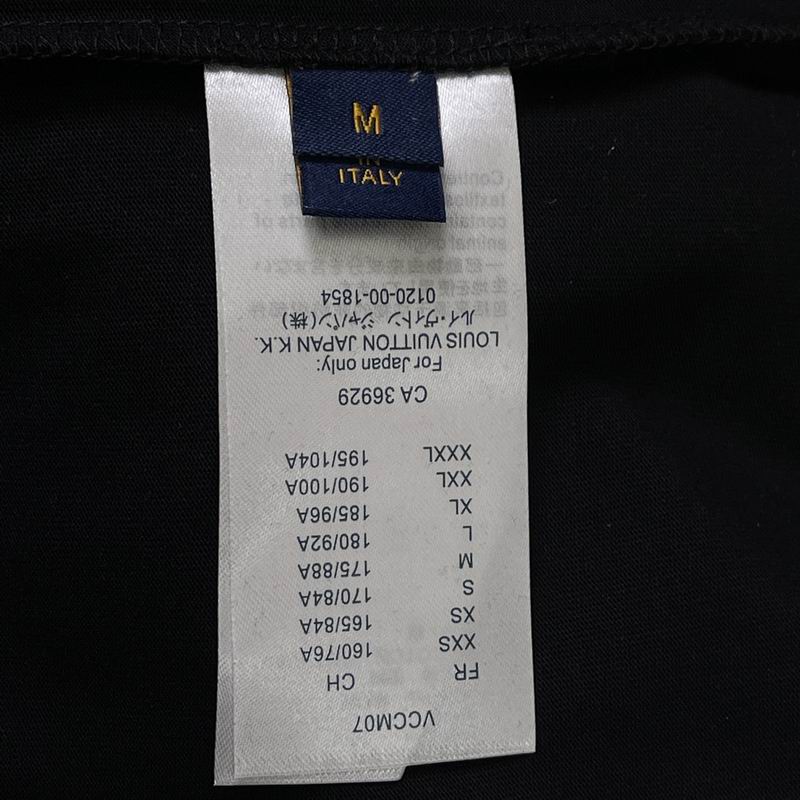 M
IN
ITALY
VCCM07
FR CH
XXS 160/76A
XS 165/84A
S 170/84A
M 175/88A
L 180/92A
XL 185/96A
XXL 190/100A
XXXL 195/104A
CA 36929
For Japan only:
LOUIS VUITTON JAPAN K.K.
ルイ・ヴィトン ジャパン(株)
0120-00-1854